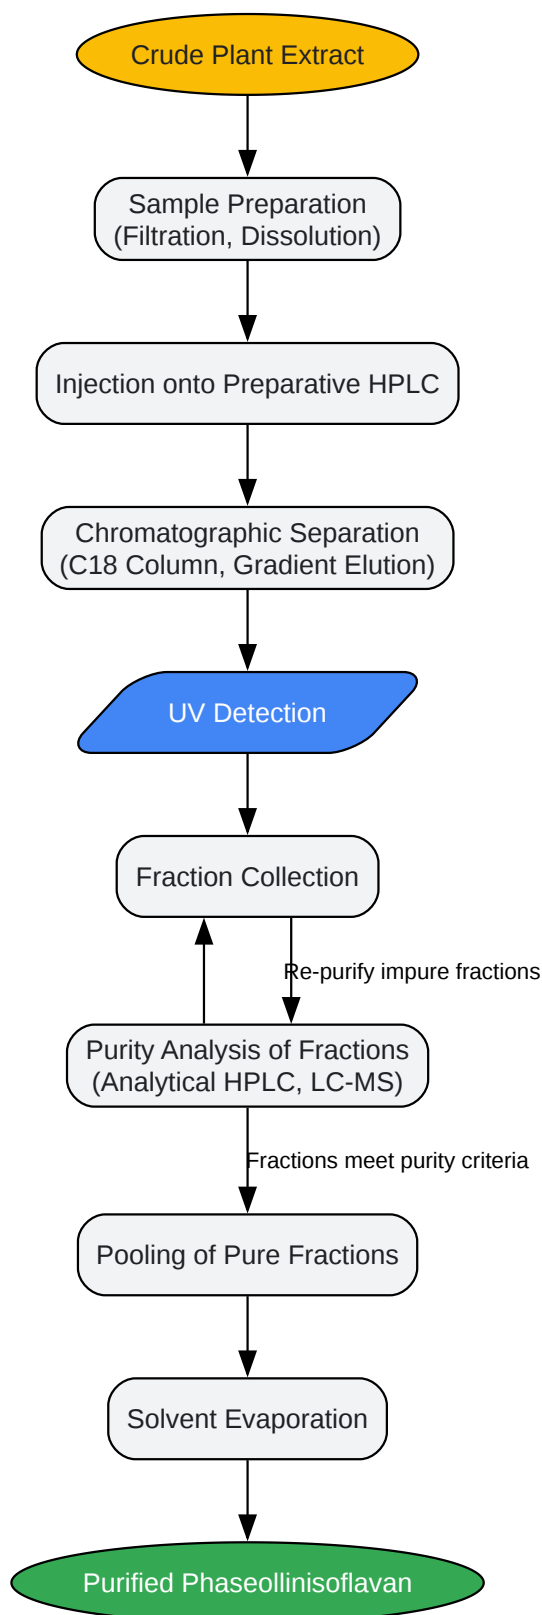 Crude Plant Extract
Sample Preparation
(Filtration, Dissolution)
Injection onto Preparative HPLC
Chromatographic Separation
(C18 Column, Gradient Elution)
UV Detection
Fraction Collection
Re-purify impure fractions
Purity Analysis of Fractions
(Analytical HPLC, LC-MS)
Fractions meet purity criteria
Pooling of Pure Fractions
Solvent Evaporation
Purified Phaseollinisoflavan